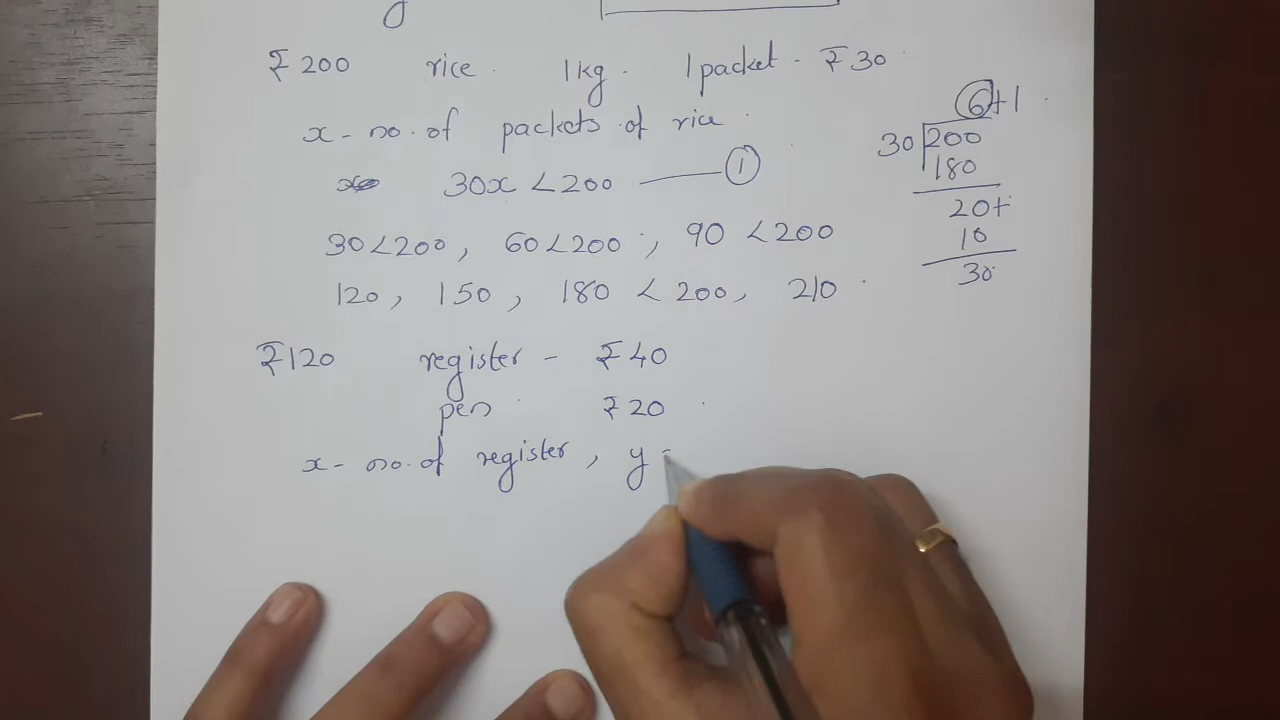 ₹200 rice. 1kg. 1packet - ₹30
x - no. of packets of rice.
30x < 200 —— ①
30<200, 60<200, 90 <200
120, 150, 180 < 200, 210
6+1
30 200
180
20+
10
30
₹120 register - ₹40
pen ₹20
x - no. of register, y -